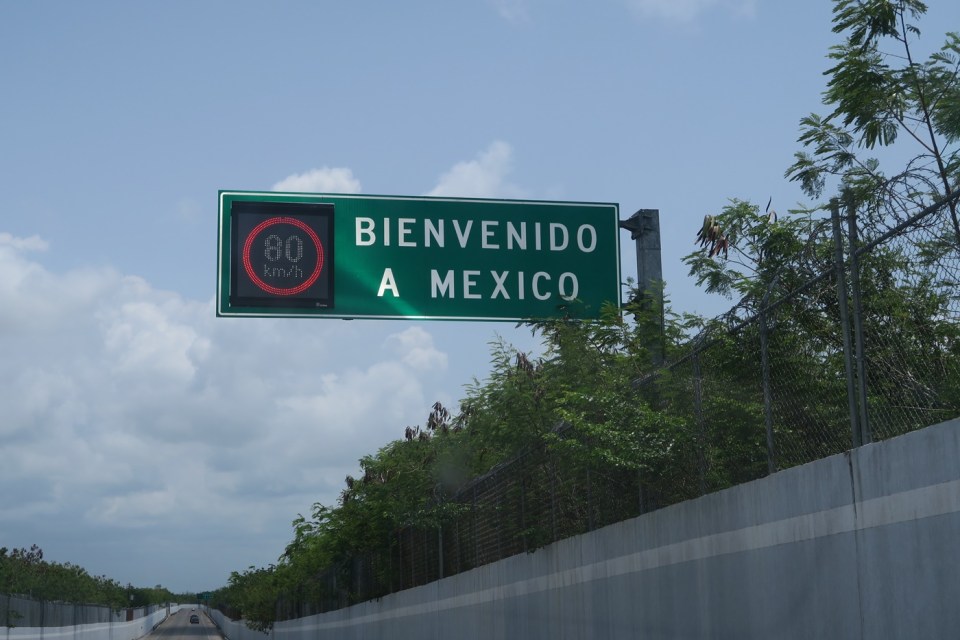 80
km/h
BIENVENIDO
A MEXICO